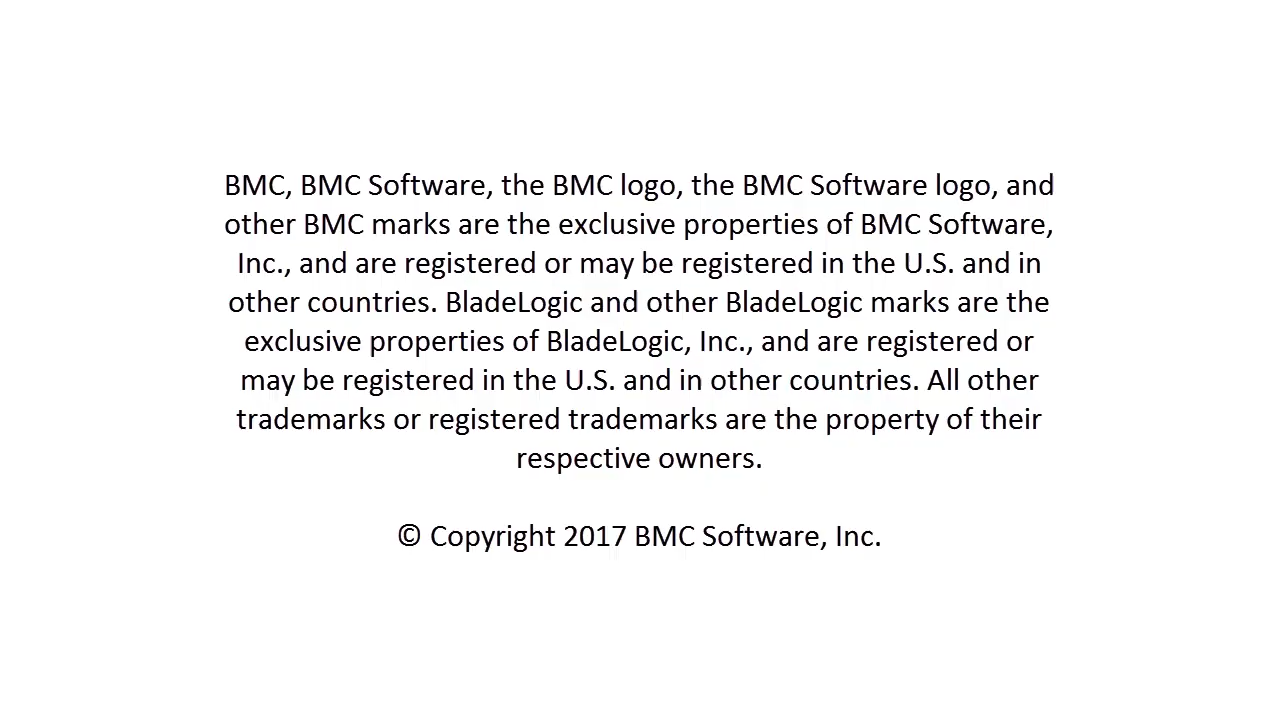 BMC, BMC Software, the BMC logo, the BMC Software logo, and
other BMC marks are the exclusive properties of BMC Software,
Inc., and are registered or may be registered in the U.S. and in
other countries. BladeLogic and other BladeLogic marks are the
exclusive properties of BladeLogic, Inc., and are registered or
may be registered in the U.S. and in other countries. All other
trademarks or registered trademarks are the property of their
respective owners.
© Copyright 2017 BMC Software, Inc.